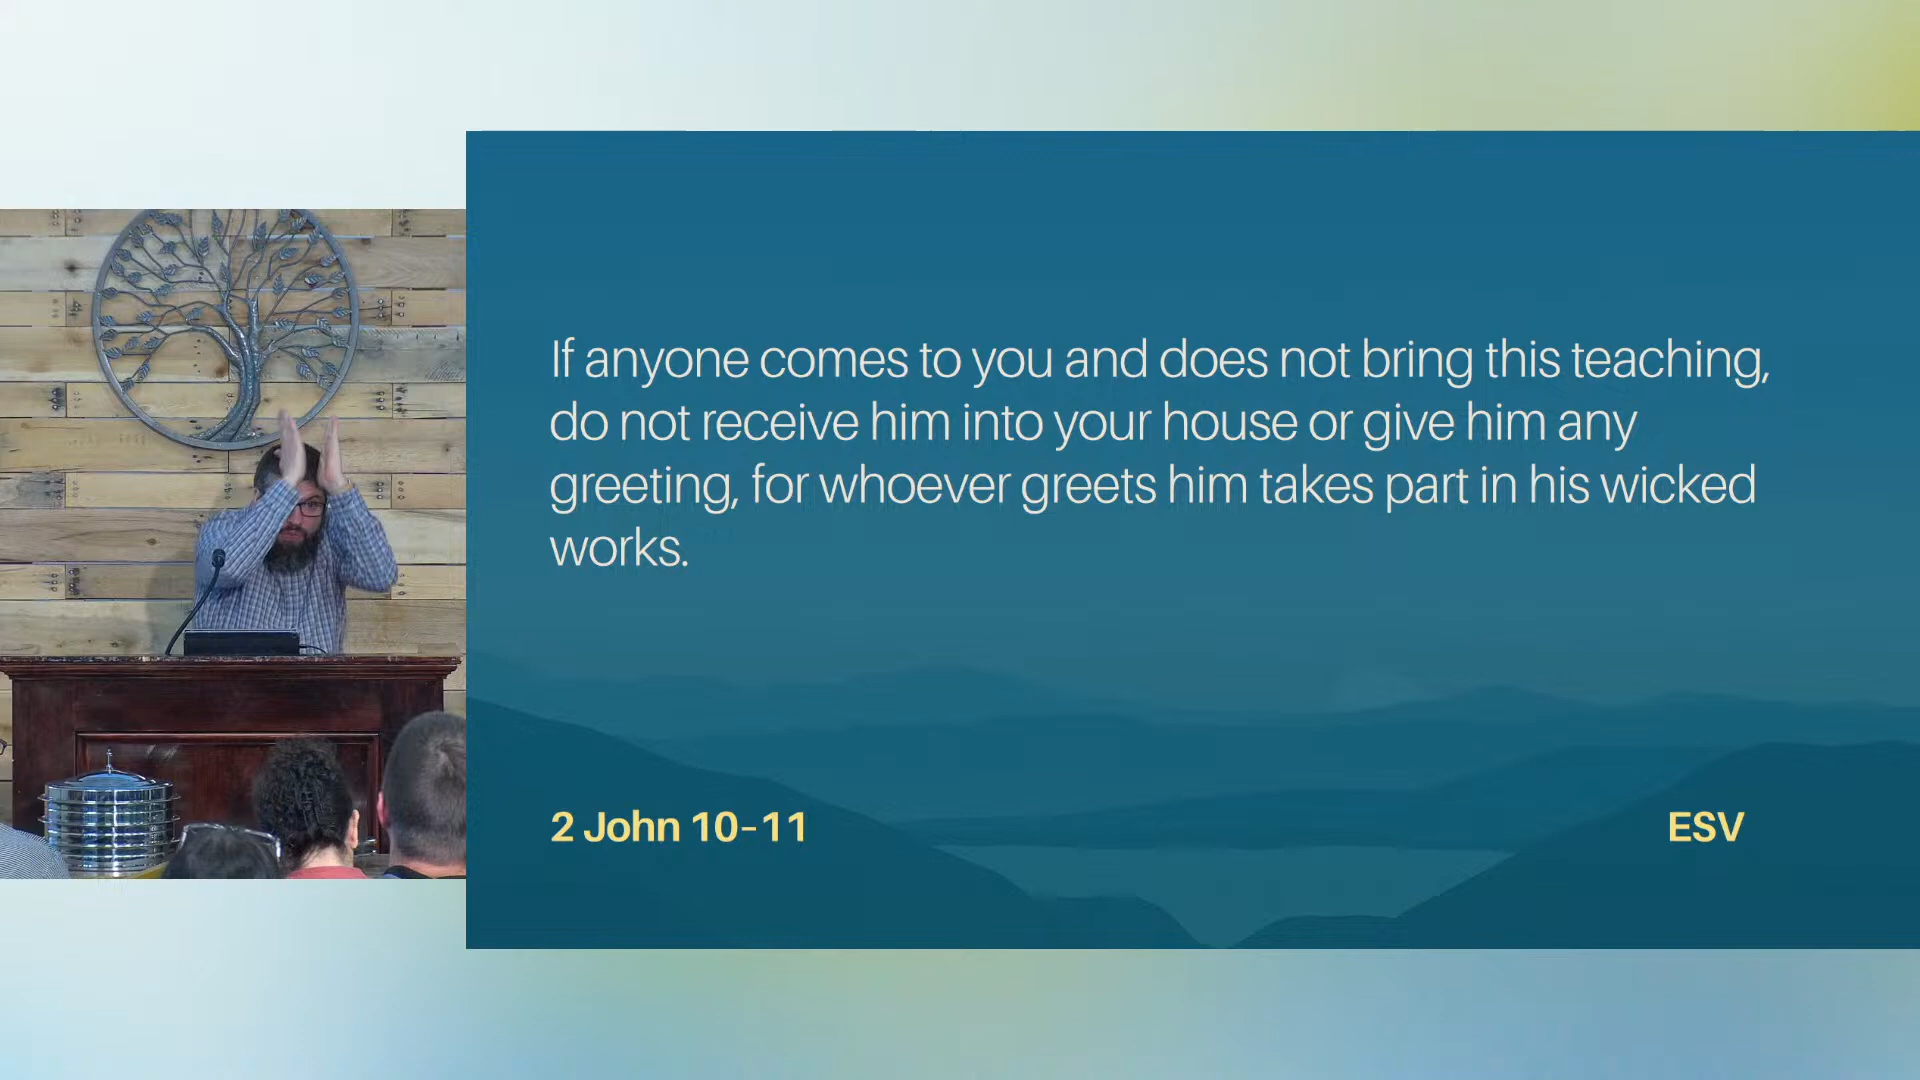 If anyone comes to you and does not bring this teaching,
do not receive him into your house or give him any
greeting, for whoever greets him takes part in his wicked
works.
2 John 10–11
ESV